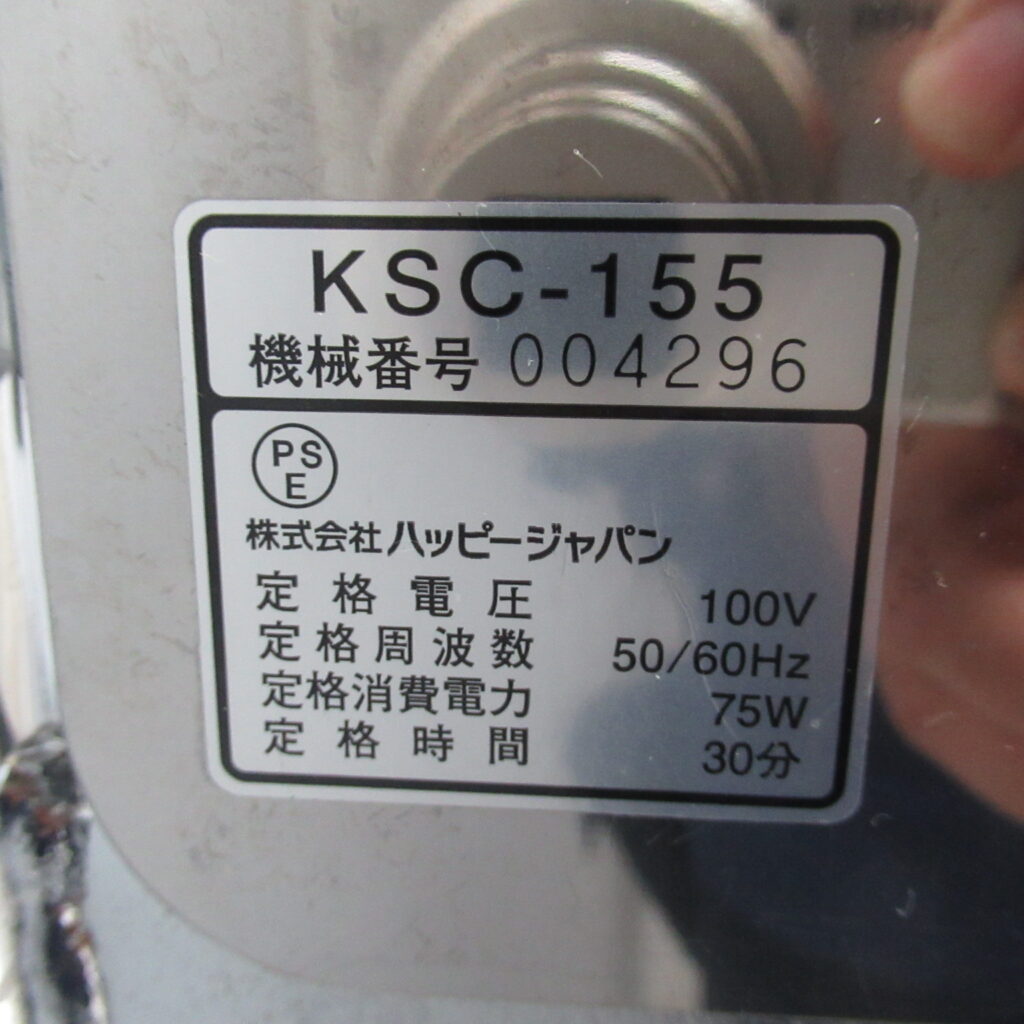 KSC-155
機械番号 004296
PS
E
株式会社ハッピージャパン
定格電圧 100V
定格周波数 50/60Hz
定格消費電力 75W
定格時間 30分